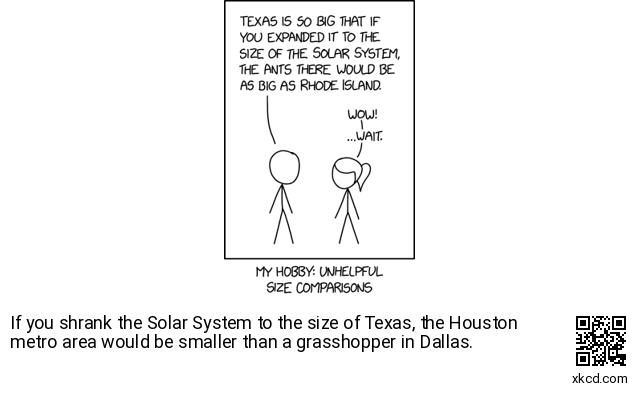 TEXAS IS SO BIG THAT IF
YOU EXPANDED IT TO THE
SIZE OF THE SOLAR SYSTEM,
THE ANTS THERE WOULD BE
AS BIG AS RHODE ISLAND.
WOW!
...WAIT.
MY HOBBY: UNHELPFUL
SIZE COMPARISONS
If you shrank the Solar System to the size of Texas, the Houston
metro area would be smaller than a grasshopper in Dallas.
xkcd.com